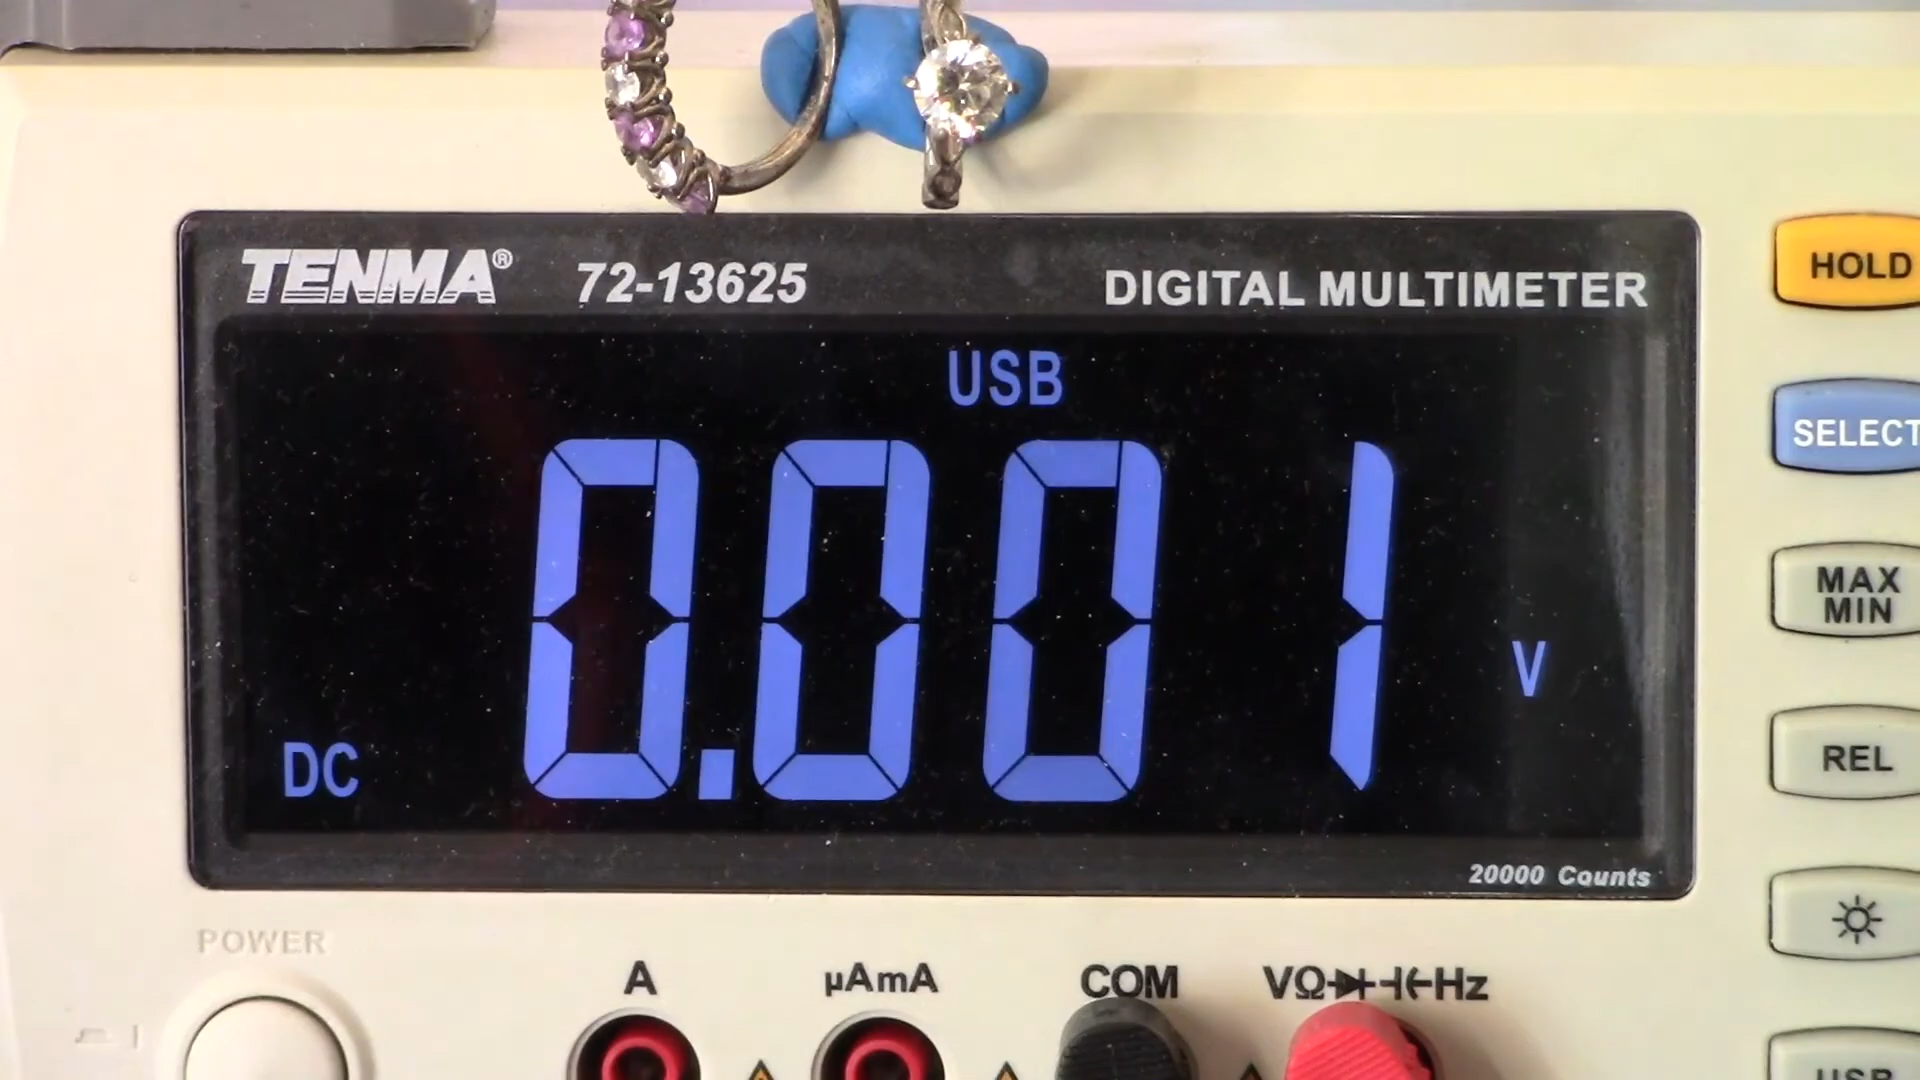 TENMA® 72-13625 DIGITAL MULTIMETER
HOLD
USB
SELECT
0.001 V
DC
MAX
MIN
REL
20000 Counts
POWER
A µAmA COM VΩ Hz
USB